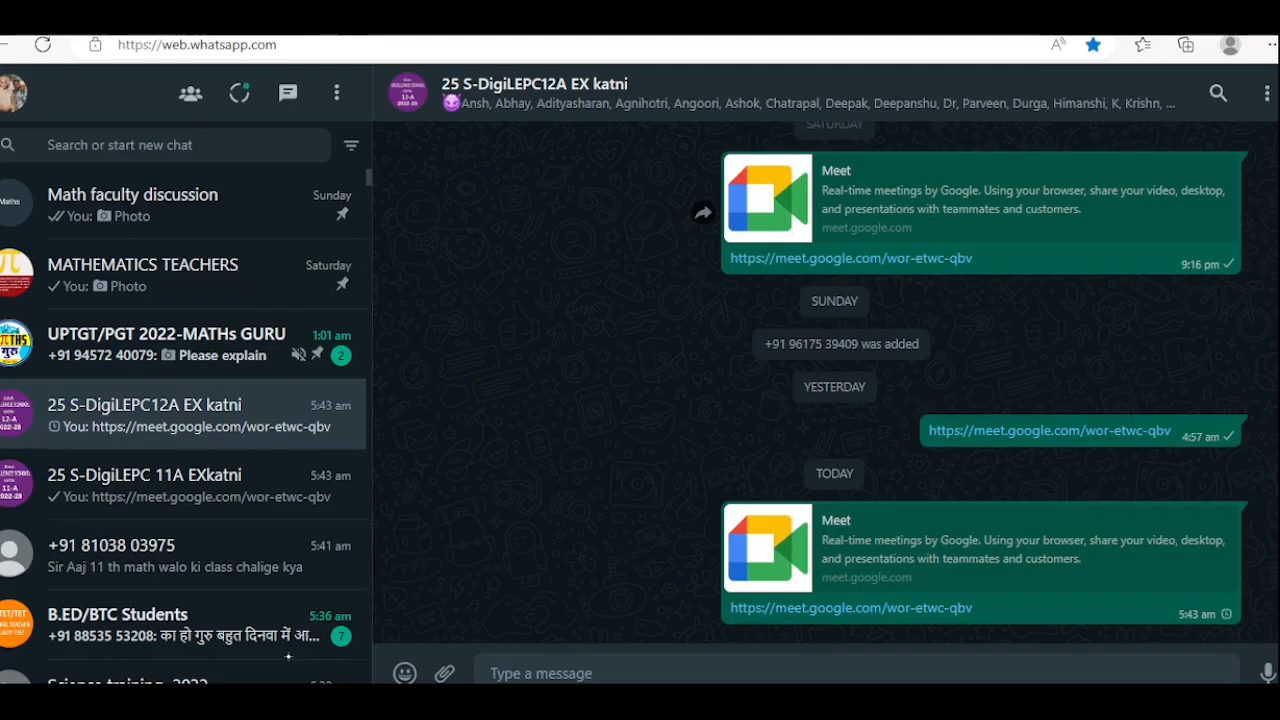 https://web.whatsapp.com
25 S-DigiLEPC12A EX katni
Ansh, Abhay, Adityasharan, Agnihotri, Angoori, Ashok, Chatrapal, Deepak, Deepanshu, Dr, Parveen, Durga, Himanshi, K, Krishn, ...
Search or start new chat
Maths
Math faculty discussion
Sunday
You: Photo
MATHEMATICS TEACHERS
Saturday
You: Photo
UPTGT/PGT 2022-MATHs GURU
1:01 am
+91 94572 40079: Please explain
2
25 S-DigiLEPC12A EX katni
5:43 am
You: https://meet.google.com/wor-etwc-qbv
25 S-DigiLEPC 11A EXkatni
5:43 am
You: https://meet.google.com/wor-etwc-qbv
+91 81038 03975
5:41 am
Sir Aaj 11 th math walo ki class chalige kya
B.ED/BTC Students
5:36 am
+91 88535 53208: का हो गुरु बहुत दिनवा में आ...
7
Science training 2022
SATURDAY
Meet
Real-time meetings by Google. Using your browser, share your video, desktop,
and presentations with teammates and customers.
meet.google.com
https://meet.google.com/wor-etwc-qbv
9:16 pm
SUNDAY
+91 96175 39409 was added
YESTERDAY
https://meet.google.com/wor-etwc-qbv
4:57 am
TODAY
Meet
Real-time meetings by Google. Using your browser, share your video, desktop,
and presentations with teammates and customers.
meet.google.com
https://meet.google.com/wor-etwc-qbv
5:43 am
Type a message